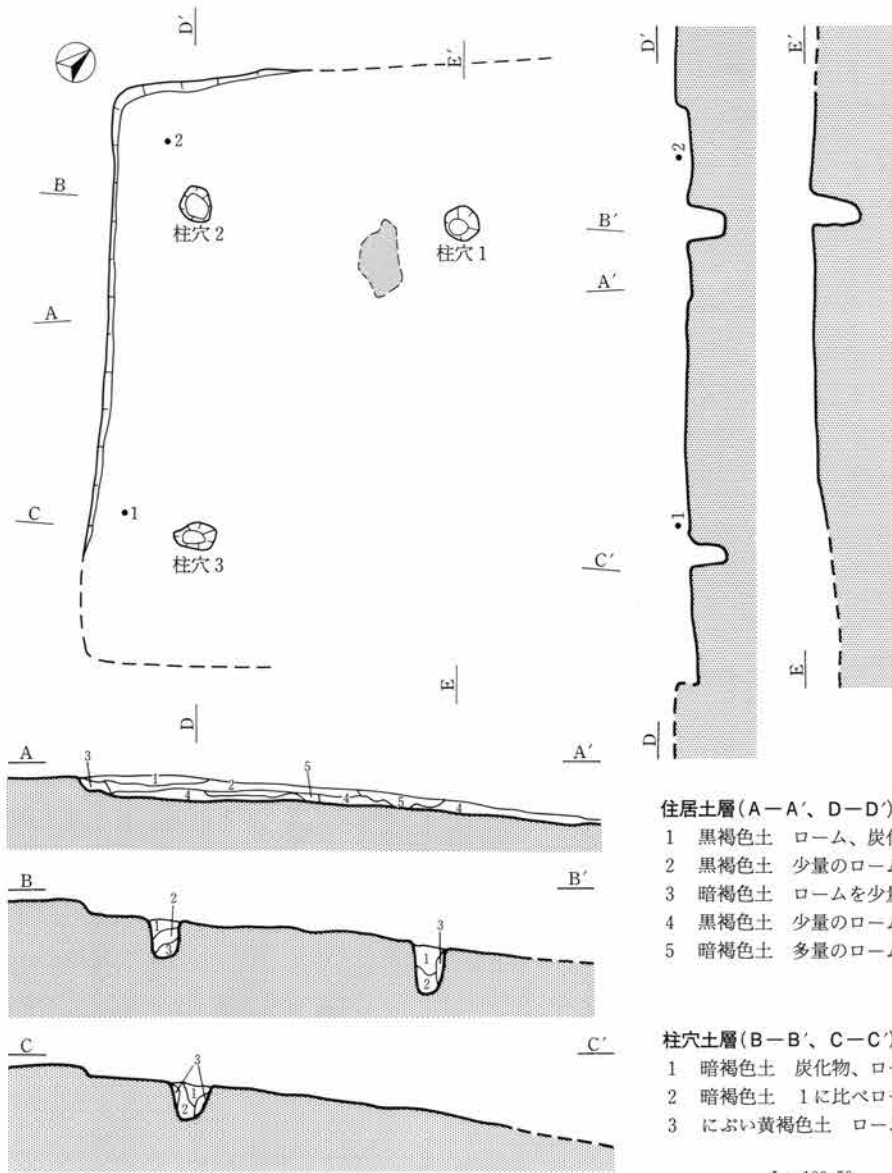 D'
E'
2
B
柱穴2
柱穴1
B'
A'
A
C
1
柱穴3
C'
D
E
D'
2
1
D
E'
E
A
3
1
2
5
4
4
5
4
A'
B
1
2
3
3
1
2
B'
C
3
1
2
C'
住居土層(A-A′、D-D′)
1 黒褐色土 ローム、炭
2 黒褐色土 少量のローム
3 暗褐色土 ロームを少量
4 黒褐色土 少量のローム
5 暗褐色土 多量のローム
柱穴土層(B-B′、C-C′)
1 暗褐色土 炭化物、ロー
2 暗褐色土 1に比べロー
3 にぶい黄褐色土 ロー